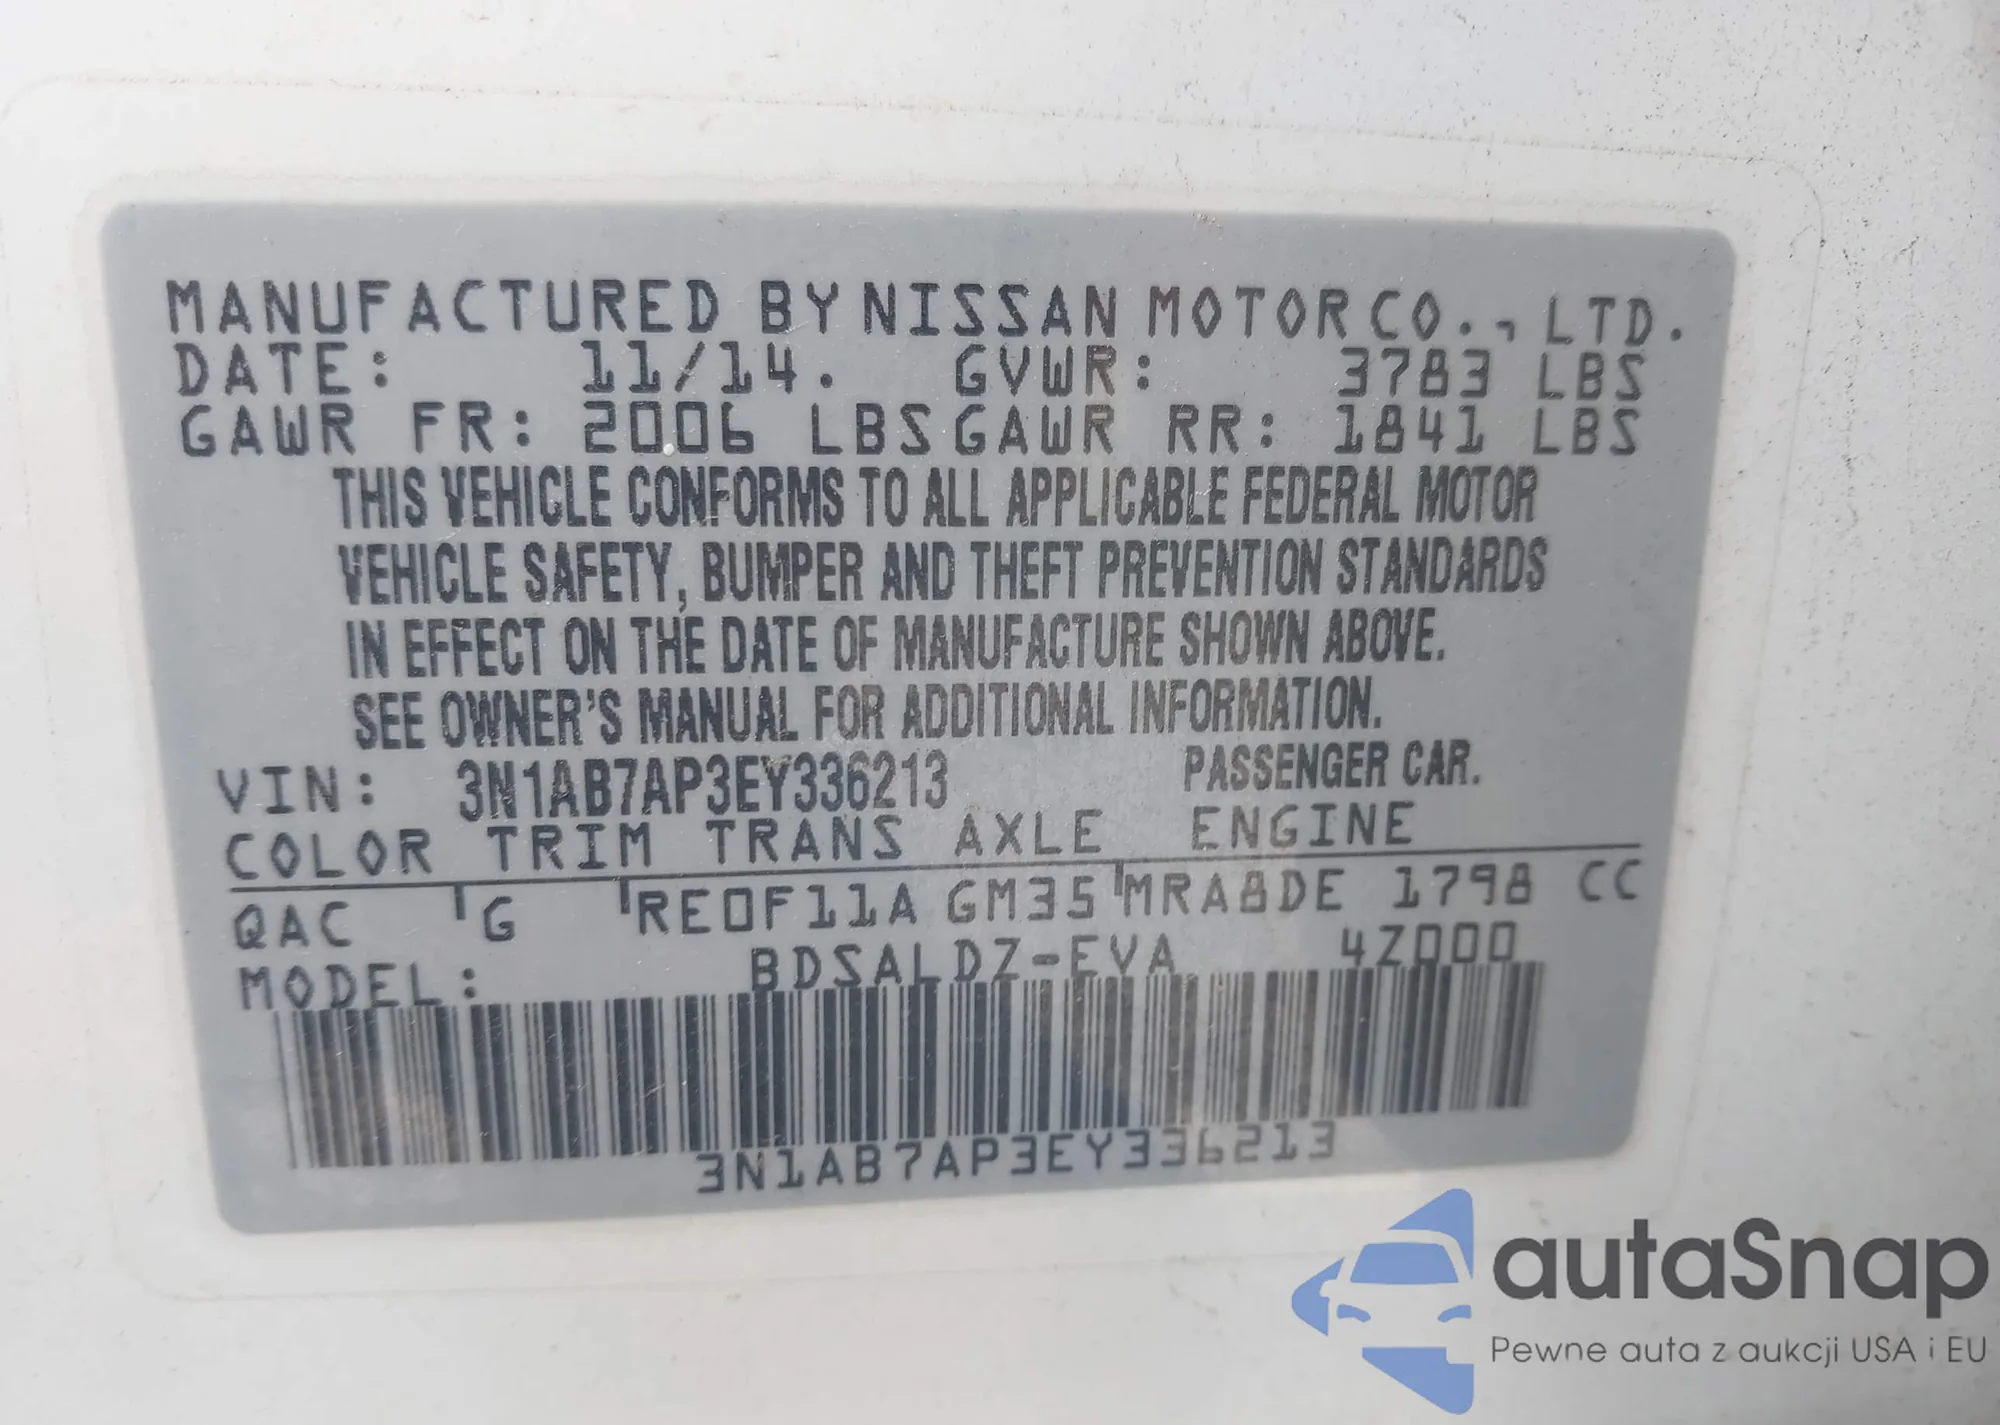 MANUFACTURED BY NISSAN MOTOR CO., LTD.
DATE: 11/14. GVWR: 3783 LBS
GAWR FR: 2006 LBS GAWR RR: 1841 LBS
THIS VEHICLE CONFORMS TO ALL APPLICABLE FEDERAL MOTOR
VEHICLE SAFETY, BUMPER AND THEFT PREVENTION STANDARDS
IN EFFECT ON THE DATE OF MANUFACTURE SHOWN ABOVE.
SEE OWNER'S MANUAL FOR ADDITIONAL INFORMATION.
VIN: 3N1AB7AP3EY336213 PASSENGER CAR.
COLOR TRIM TRANS AXLE ENGINE
QAC G RE0F11A GM35 MRA8DE 1798 CC
MODEL: BDSALDZ-EVA 4Z000
3N1AB7AP3EY336213
autaSnap
Pewne auta z aukcji USA i EU